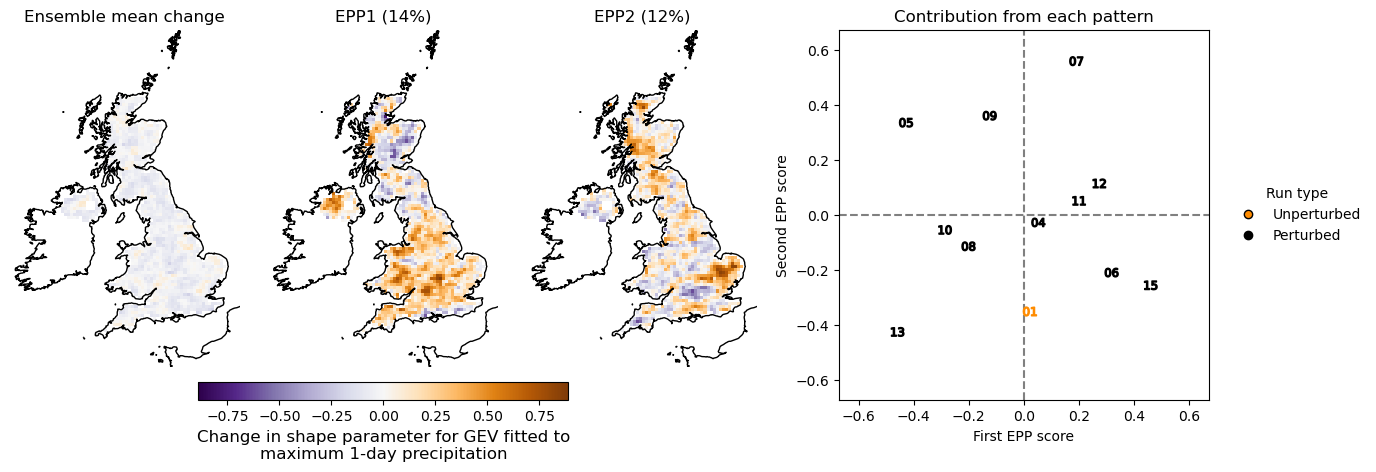 Ensemble mean change
EPP1 (14%)
EPP2 (12%)
Contribution from each pattern
−0.75 −0.50 −0.25 0.00 0.25 0.50 0.75
Change in shape parameter for GEV fitted to
maximum 1-day precipitation
Second EPP score
0.6
0.4
0.2
0.0
−0.2
−0.4
−0.6
07
09
05
12
11
04
10
08
06
15
01
13
−0.6 −0.4 −0.2 0.0 0.2 0.4 0.6
First EPP score
Run type
Unperturbed
Perturbed